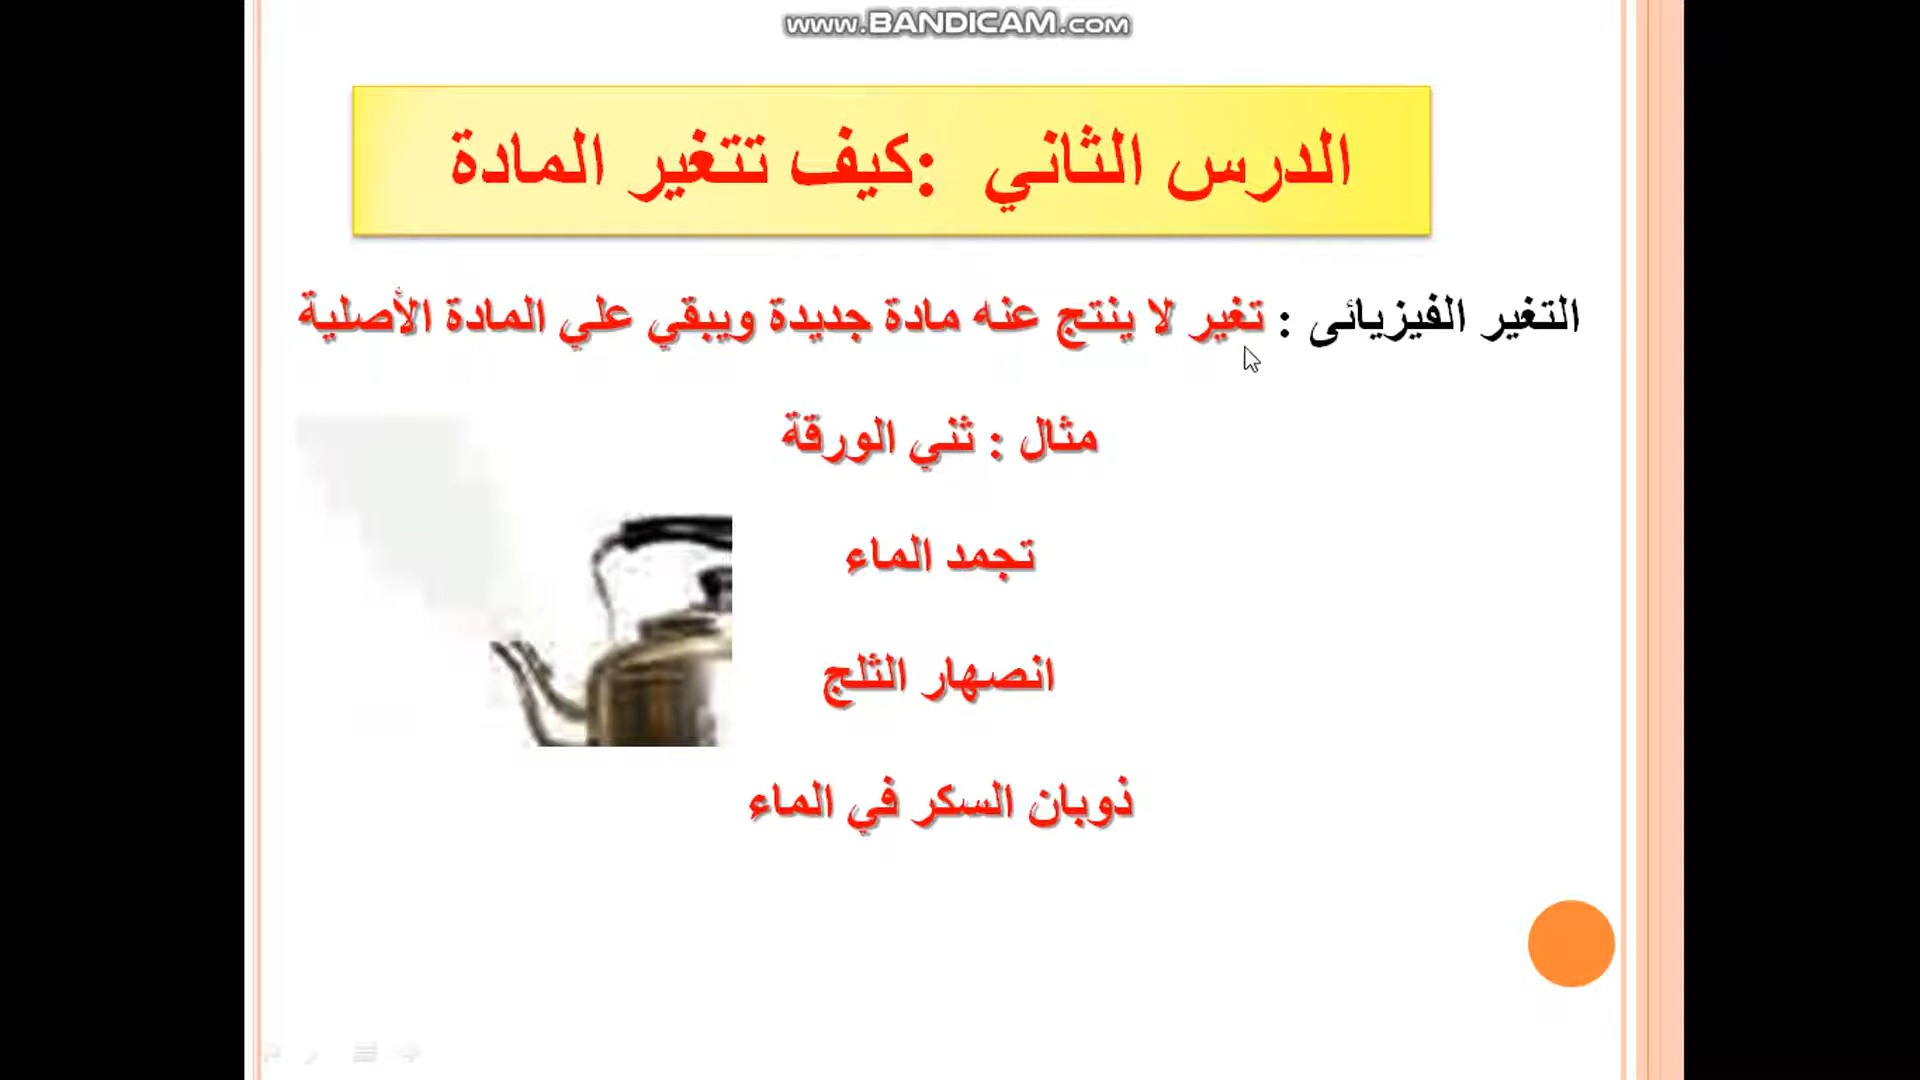 www.BANDICAM.com
الدرس الثاني :كيف تتغير المادة
التغير الفيزيائى : تغير لا ينتج عنه مادة جديدة ويبقي علي المادة الأصلية
مثال : ثني الورقة
تجمد الماء
انصهار الثلج
ذوبان السكر في الماء